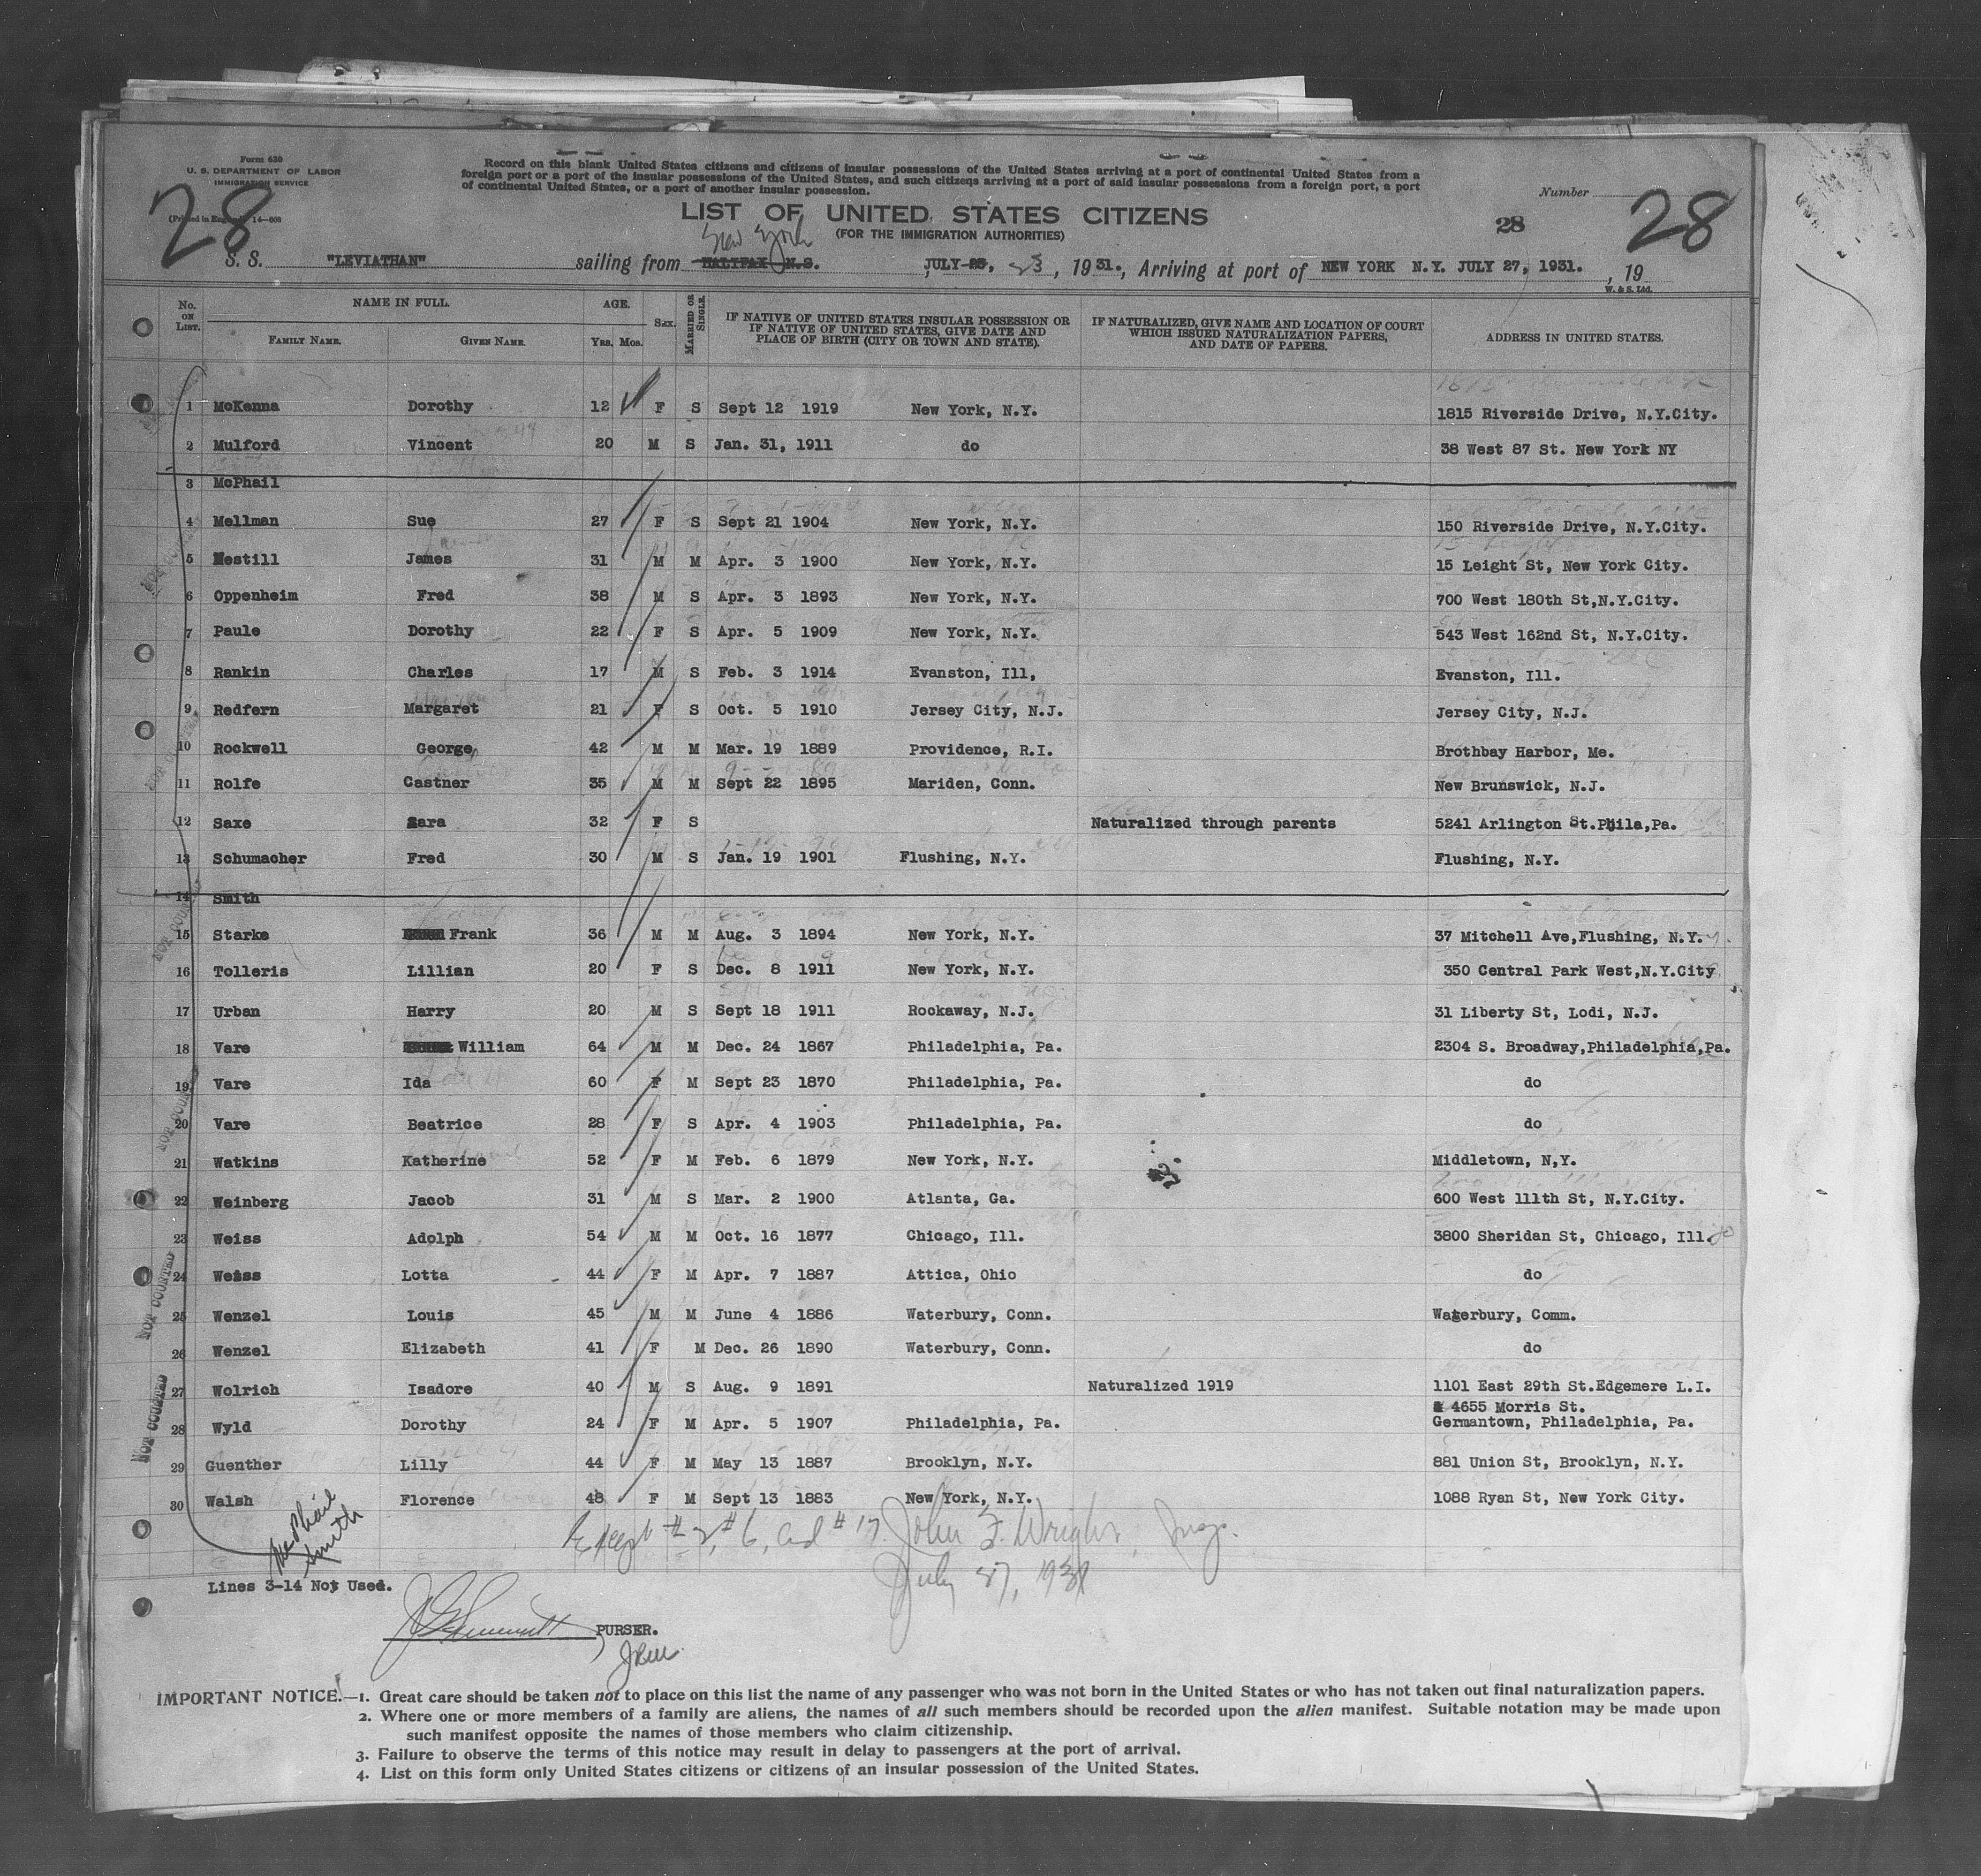 Form 630
U. S. DEPARTMENT OF LABOR
IMMIGRATION SERVICE
(Printed in England) 14—609
Record on this blank United States citizens and citizens of insular possessions of the United States arriving at a port of continental United States from a
foreign port or a port of the insular possessions of the United States, and such citizens arriving at a port of said insular possessions from a foreign port, a port
of continental United States, or a port of another insular possession.
Number
28 28 28
LIST OF UNITED STATES CITIZENS
(FOR THE IMMIGRATION AUTHORITIES)
New York
S. S. "LEVIATHAN" sailing from HALIFAX N.S. JULY 23, 1931., Arriving at port of NEW YORK N.Y. JULY 27, 1931. , 19
W. & S. Ltd.
No. ON LIST. NAME IN FULL. AGE. SEX. MARRIED OR SINGLE. IF NATIVE OF UNITED STATES INSULAR POSSESSION OR IF NATIVE OF UNITED STATES, GIVE DATE AND PLACE OF BIRTH (CITY OR TOWN AND STATE). IF NATURALIZED, GIVE NAME AND LOCATION OF COURT WHICH ISSUED NATURALIZATION PAPERS, AND DATE OF PAPERS. ADDRESS IN UNITED STATES.
FAMILY NAME. GIVEN NAME. Yrs. Mos.
1 McKenna Dorothy 12 F S Sept 12 1919 New York, N.Y. 1815 Riverside Drive, N.Y.City.
2 Mulford Vincent 20 M S Jan. 31, 1911 do 38 West 87 St. New York NY
3 McPhail
4 Mellman Sue 27 F S Sept 21 1904 New York, N.Y. 150 Riverside Drive, N.Y.City.
5 Nestill James 31 M M Apr. 3 1900 New York, N.Y. 15 Leight St, New York City.
6 Oppenheim Fred 38 M S Apr. 3 1893 New York, N.Y. 700 West 180th St,N.Y.City.
7 Paule Dorothy 22 F S Apr. 5 1909 New York, N.Y. 543 West 162nd St, N.Y.City.
8 Rankin Charles 17 M S Feb. 3 1914 Evanston, Ill, Evanston, Ill.
9 Redfern Margaret 21 F S Oct. 5 1910 Jersey City, N.J. Jersey City, N.J.
10 Rockwell George 42 M M Mar. 19 1889 Providence, R.I. Brothbay Harbor, Me.
11 Rolfe Castner 35 M M Sept 22 1895 Mariden, Conn. New Brunswick, N.J.
12 Saxe Sara 32 F S Naturalized through parents 5241 Arlington St.Phila,Pa.
13 Schumacher Fred 30 M S Jan. 19 1901 Flushing, N.Y. Flushing, N.Y.
14 Smith
15 Starke Frank 36 M M Aug. 3 1894 New York, N.Y. 37 Mitchell Ave,Flushing, N.Y.
16 Tolleris Lillian 20 F S Dec. 8 1911 New York, N.Y. 350 Central Park West,N.Y.City
17 Urban Harry 20 M S Sept 18 1911 Rockaway, N.J. 31 Liberty St, Lodi, N.J.
18 Vare William 64 M M Dec. 24 1867 Philadelphia, Pa. 2304 S. Broadway,Philadelphia,Pa.
19 Vare Ida 60 F M Sept 23 1870 Philadelphia, Pa. do
20 Vare Beatrice 28 F S Apr. 4 1903 Philadelphia, Pa. do
21 Watkins Katherine 52 F M Feb. 6 1879 New York, N.Y. Middletown, N,Y.
22 Weinberg Jacob 31 M S Mar. 2 1900 Atlanta, Ga. 600 West 111th St, N.Y.City.
23 Weiss Adolph 54 M M Oct. 16 1877 Chicago, Ill. 3800 Sheridan St, Chicago, Ill.
24 Weiss Lotta 44 F M Apr. 7 1887 Attica, Ohio do
25 Wenzel Louis 45 M M June 4 1886 Waterbury, Conn. Waterbury, Comm.
26 Wenzel Elizabeth 41 F M Dec. 26 1890 Waterbury, Conn. do
27 Wolrich Isadore 40 M S Aug. 9 1891 Naturalized 1919 1101 East 29th St.Edgemere L.I.
4655 Morris St.
28 Wyld Dorothy 24 F M Apr. 5 1907 Philadelphia, Pa. Germantown, Philadelphia, Pa.
29 Guenther Lilly 44 F M May 13 1887 Brooklyn, N.Y. 881 Union St, Brooklyn, N.Y.
30 Walsh Florence 48 F M Sept 13 1883 New York, N.Y. 1088 Ryan St, New York City.
NOT COUNTED
NOT COUNTED
McPhail
Smith
Except # 2, # 6, and # 17. John F. Wright, Insp.
July 27, 1931
Lines 3-14 Not Used.
PURSER.
IMPORTANT NOTICE.—1. Great care should be taken not to place on this list the name of any passenger who was not born in the United States or who has not taken out final naturalization papers.
2. Where one or more members of a family are aliens, the names of all such members should be recorded upon the alien manifest. Suitable notation may be made upon
such manifest opposite the names of those members who claim citizenship.
3. Failure to observe the terms of this notice may result in delay to passengers at the port of arrival.
4. List on this form only United States citizens or citizens of an insular possession of the United States.